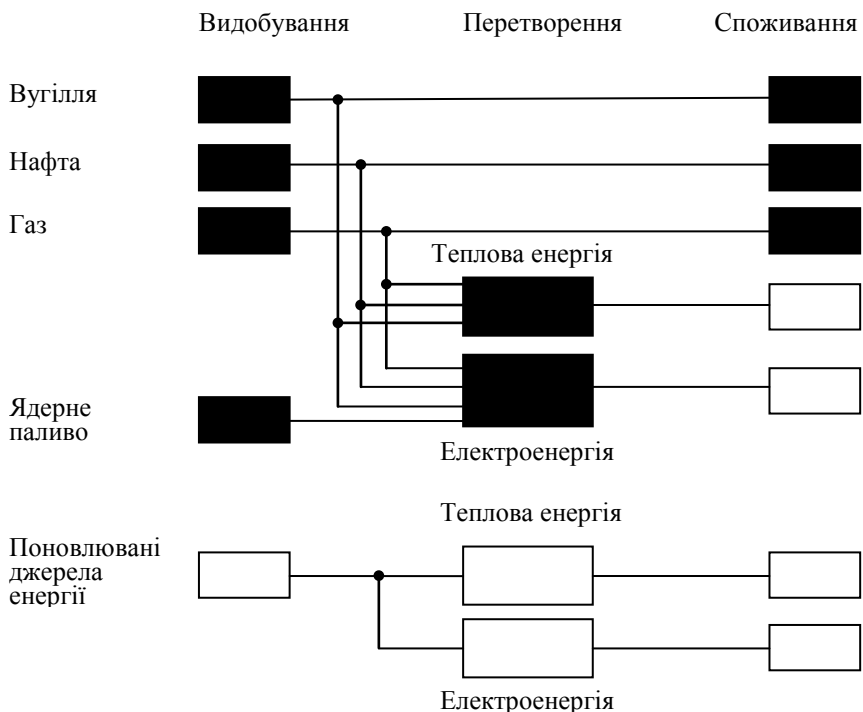 Видобування Перетворення Споживання
Вугілля
Нафта
Газ
Теплова енергія
Ядерне
паливо
Електроенергія
Теплова енергія
Поновлювані
джерела
енергії
Електроенергія